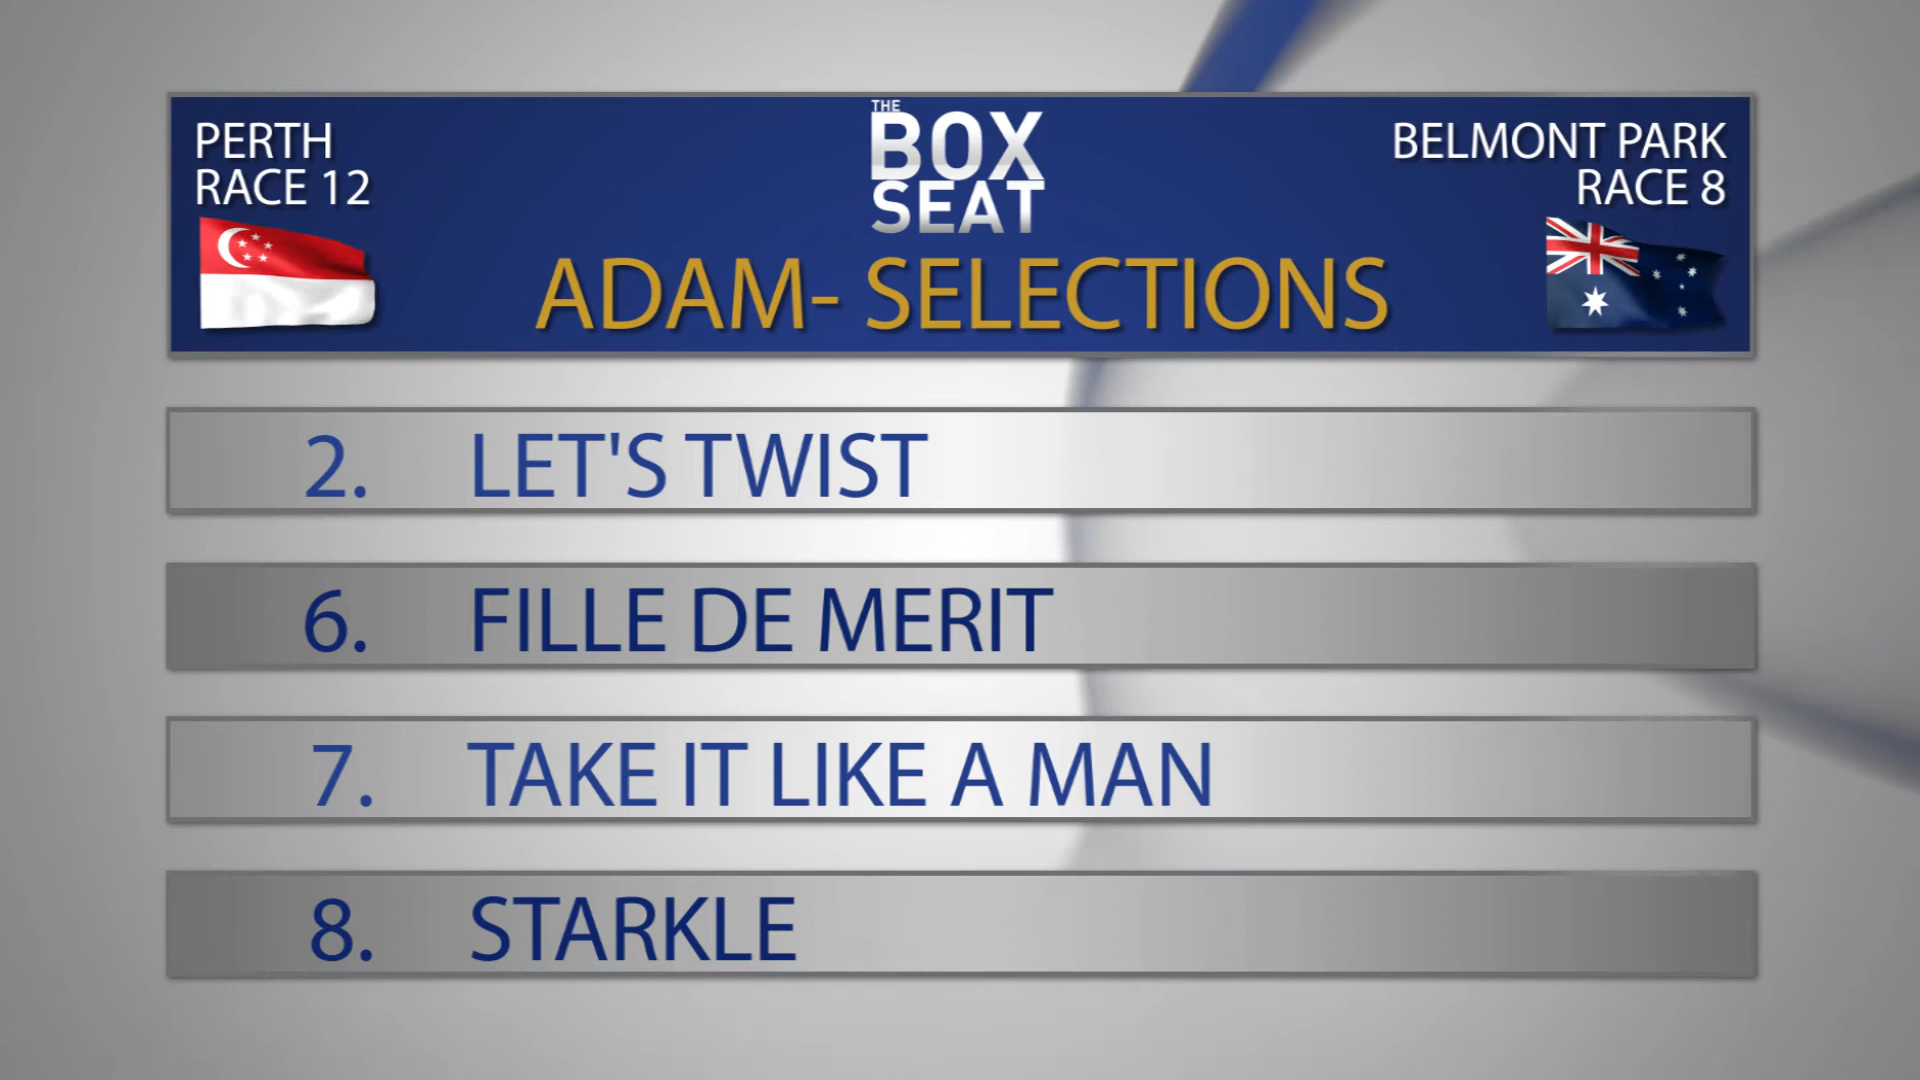 PERTH
RACE 12
THE
BOX
SEAT
BELMONT PARK
RACE 8
ADAM- SELECTIONS
2. LET'S TWIST
6. FILLE DE MERIT
7. TAKE IT LIKE A MAN
8. STARKLE